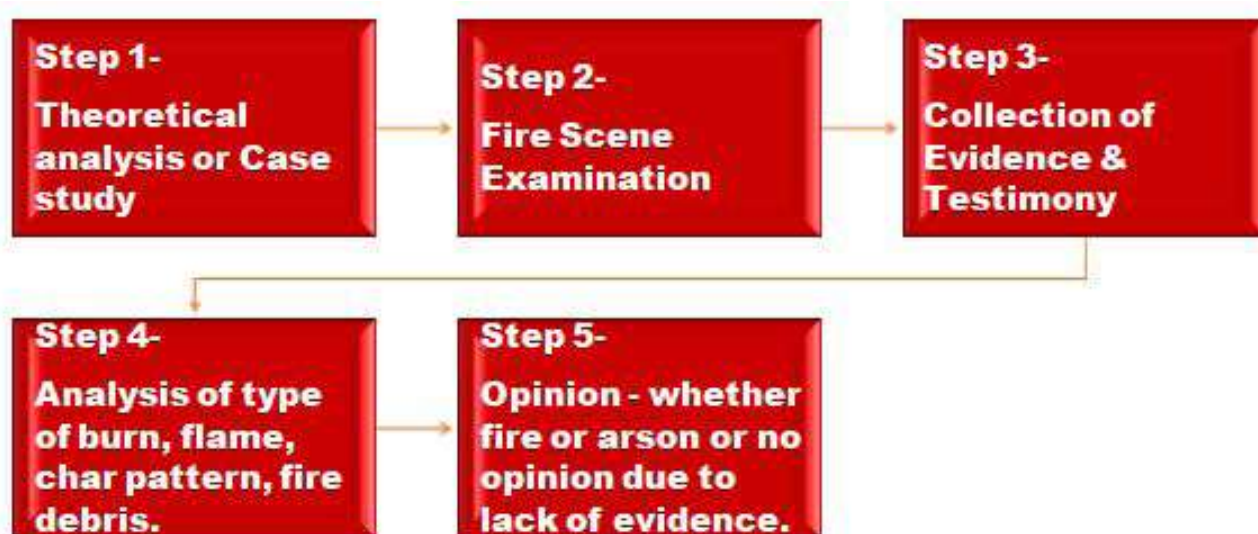 Step 1-
Theoretical
analysis or Case
study
Step 2-
Fire Scene
Examination
Step 3-
Collection of
Evidence &
Testimony
Step 4-
Analysis of type
of burn, flame,
char pattern, fire
debris.
Step 5-
Opinion - whether
fire or arson or no
opinion due to
lack of evidence.